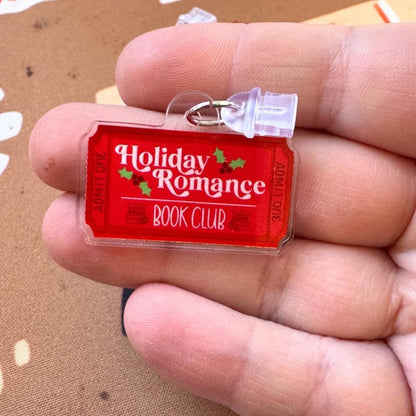 ADMIT ONE
Holiday
Romance
BOOK CLUB
ADMIT ONE